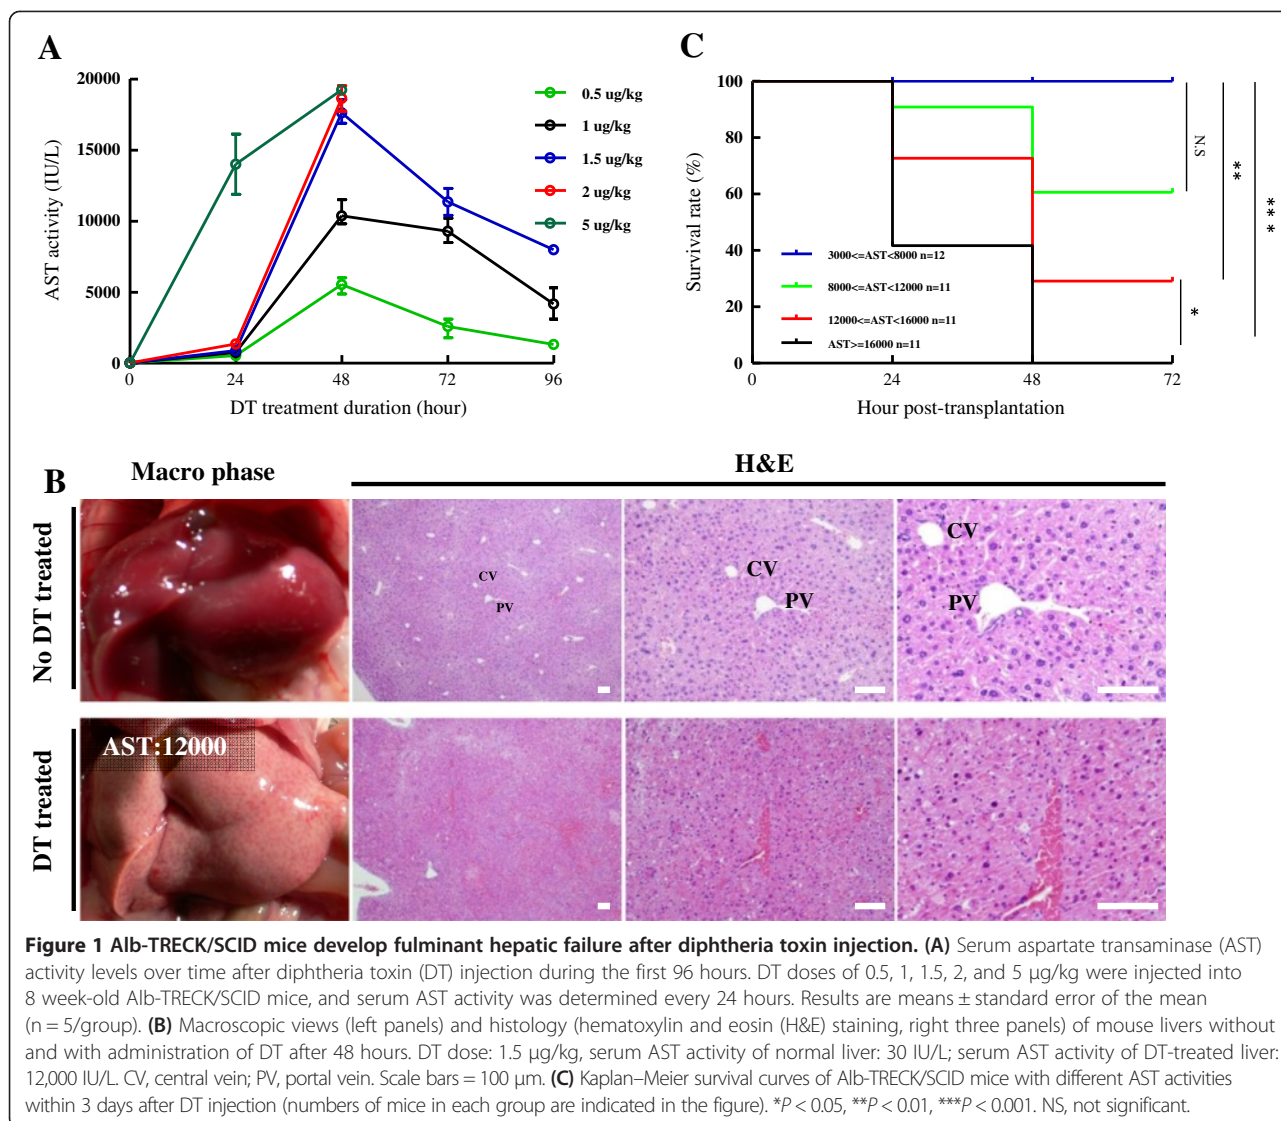 A
20000
15000
10000
5000
0
AST activity (IU/L)
0
24
48
72
96
DT treatment duration (hour)
0.5 ug/kg
1 ug/kg
1.5 ug/kg
2 ug/kg
5 ug/kg
C
100
80
60
40
20
0
Survival rate (%)
3000<=AST<8000 n=12
8000<=AST<12000 n=11
12000<=AST<16000 n=11
AST>=16000 n=11
0
24
48
72
Hour post-transplantation
N.S
**
***
*
B
Macro phase
H&E
No DT treated
CV
PV
CV
PV
CV
PV
DT treated
AST:12000
Figure 1 Alb-TRECK/SCID mice develop fulminant hepatic failure after diphtheria toxin injection. (A) Serum aspartate transaminase (AST)
activity levels over time after diphtheria toxin (DT) injection during the first 96 hours. DT doses of 0.5, 1, 1.5, 2, and 5 μg/kg were injected into
8 week-old Alb-TRECK/SCID mice, and serum AST activity was determined every 24 hours. Results are means ± standard error of the mean
(n = 5/group). (B) Macroscopic views (left panels) and histology (hematoxylin and eosin (H&E) staining, right three panels) of mouse livers without
and with administration of DT after 48 hours. DT dose: 1.5 μg/kg, serum AST activity of normal liver: 30 IU/L; serum AST activity of DT-treated liver:
12,000 IU/L. CV, central vein; PV, portal vein. Scale bars = 100 μm. (C) Kaplan–Meier survival curves of Alb-TRECK/SCID mice with different AST activities
within 3 days after DT injection (numbers of mice in each group are indicated in the figure). *P < 0.05, **P < 0.01, ***P < 0.001. NS, not significant.